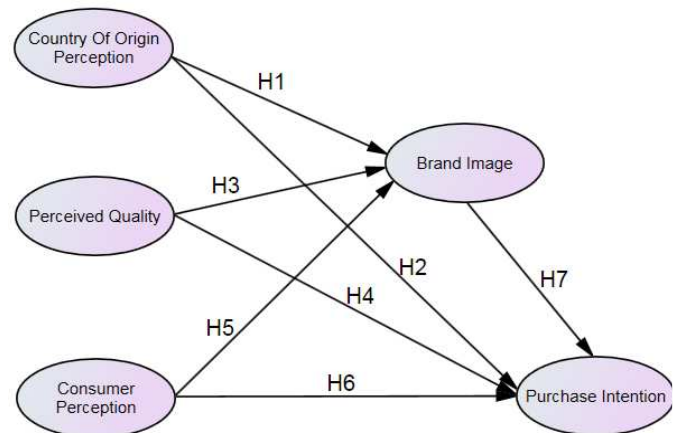 Country Of Origin
Perception
H1
Brand Image
H3
Perceived Quality
H2
H7
H4
H5
Consumer
Perception
H6
Purchase Intention